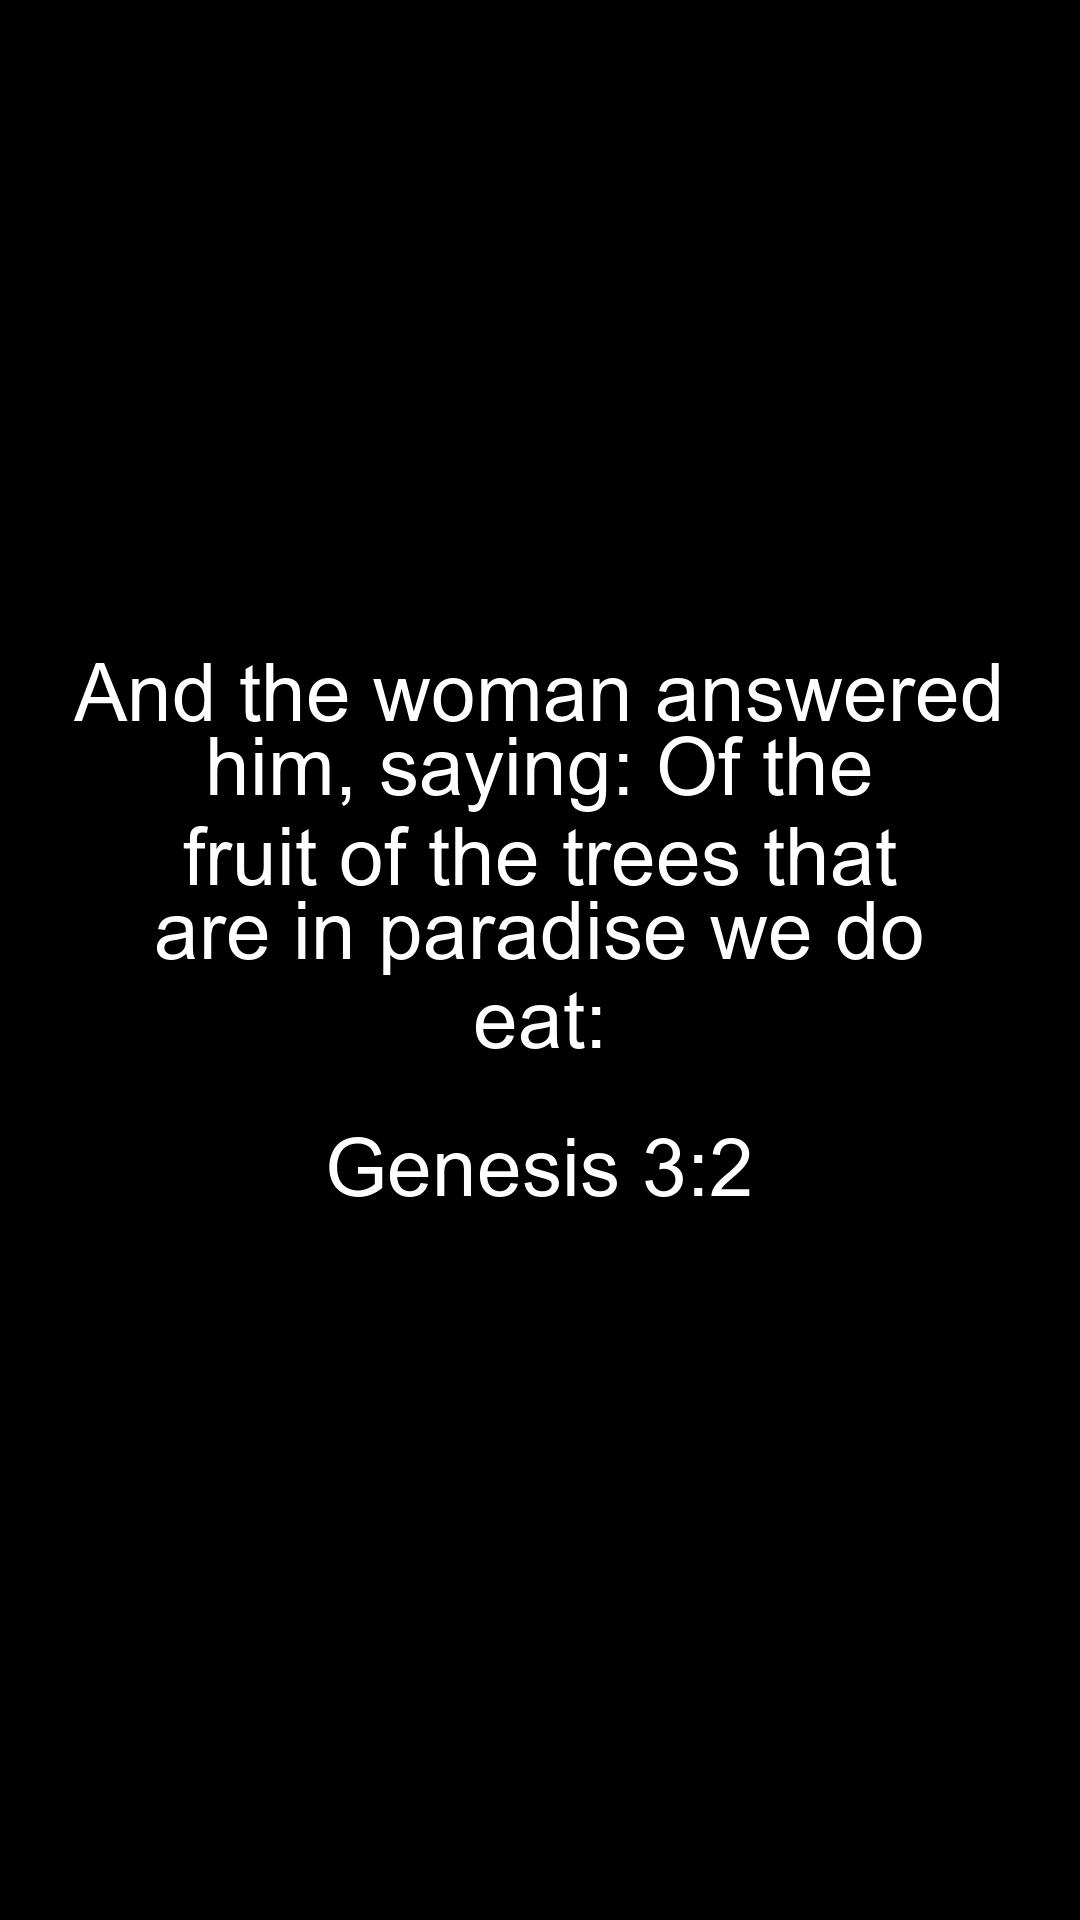 And the woman answered
him, saying: Of the
fruit of the trees that
are in paradise we do
eat:
Genesis 3:2